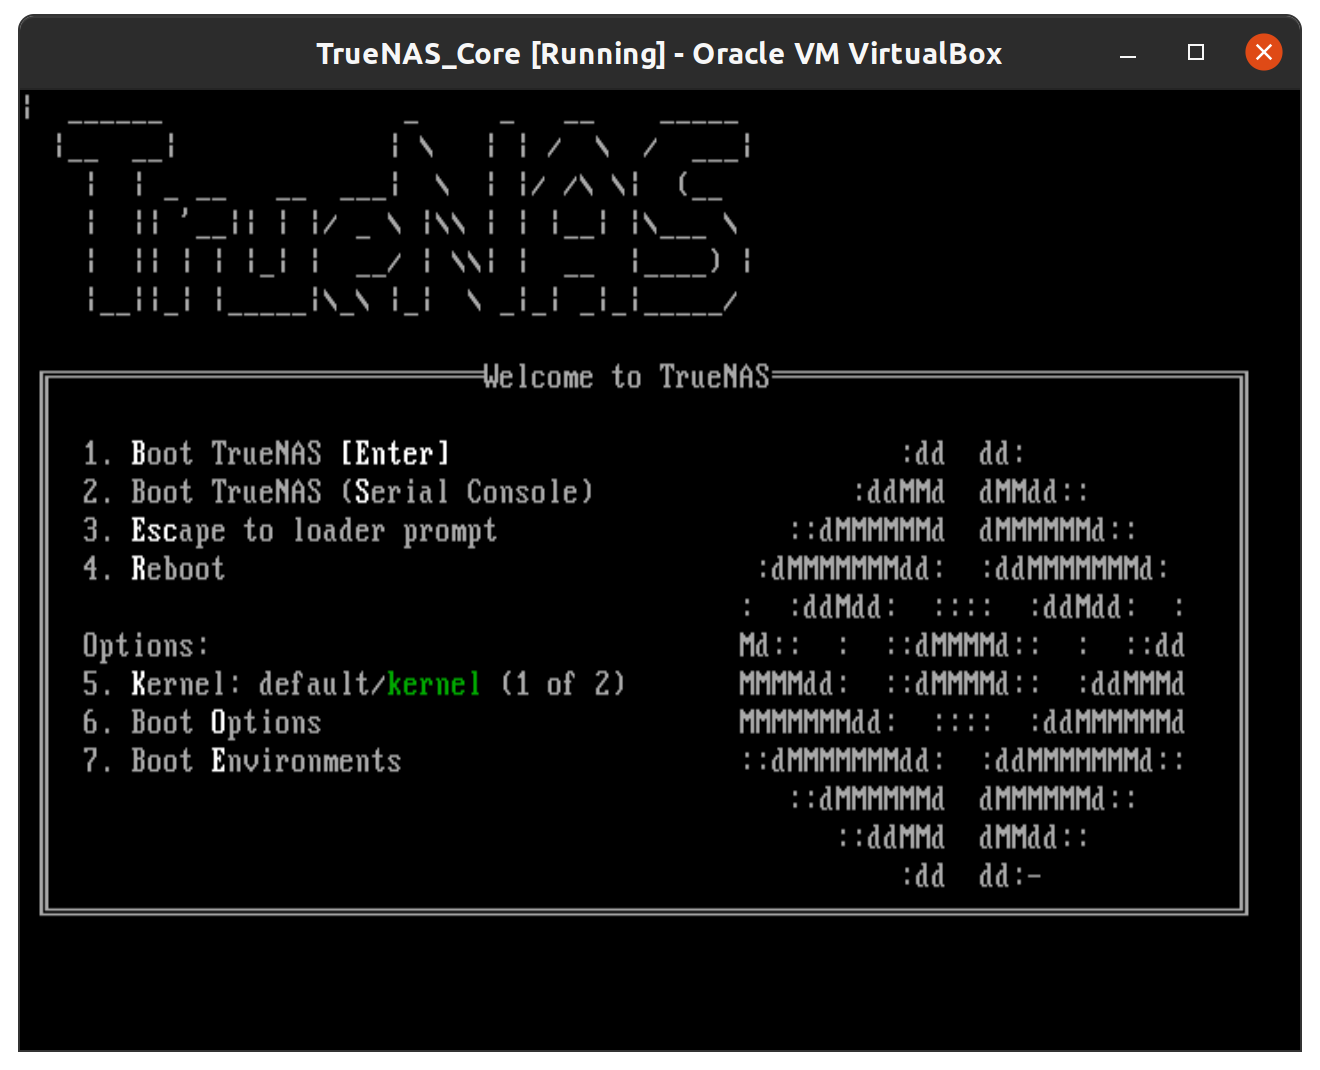 TrueNAS_Core [Running] - Oracle VM VirtualBox
TrueNAS
Welcome to TrueNAS
1. Boot TrueNAS [Enter]
2. Boot TrueNAS (Serial Console)
3. Escape to loader prompt
4. Reboot
Options:
5. Kernel: default/kernel (1 of 2)
6. Boot Options
7. Boot Environments
:dd  dd:
:ddMMd  dMMdd::
::dMMMMMMd  dMMMMMMd::
:dMMMMMMMdd:  :ddMMMMMMMd:
:  :ddMdd:  ::::  :ddMdd:  :
Md::  :  ::dMMMMd::  :  ::dd
MMMMdd:  ::dMMMMd::  :ddMMMd
MMMMMMMdd:  ::::  :ddMMMMMMd
::dMMMMMMMdd:  :ddMMMMMMMd::
::dMMMMMMd  dMMMMMMd::
::ddMMd  dMMdd::
:dd  dd:-